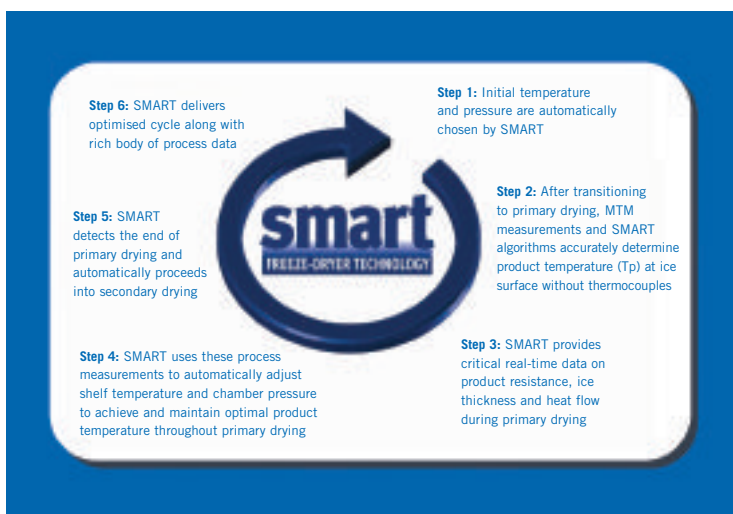 Step 1: Initial temperature
and pressure are automatically
chosen by SMART
Step 2: After transitioning
to primary drying, MTM
measurements and SMART
algorithms accurately determine
product temperature (Tp) at ice
surface without thermocouples
Step 3: SMART provides
critical real-time data on
product resistance, ice
thickness and heat flow
during primary drying
Step 4: SMART uses these process
measurements to automatically adjust
shelf temperature and chamber pressure
to achieve and maintain optimal product
temperature throughout primary drying
Step 5: SMART
detects the end of
primary drying and
automatically proceeds
into secondary drying
Step 6: SMART delivers
optimised cycle along with
rich body of process data
smart
FREEZE-DRYER TECHNOLOGY